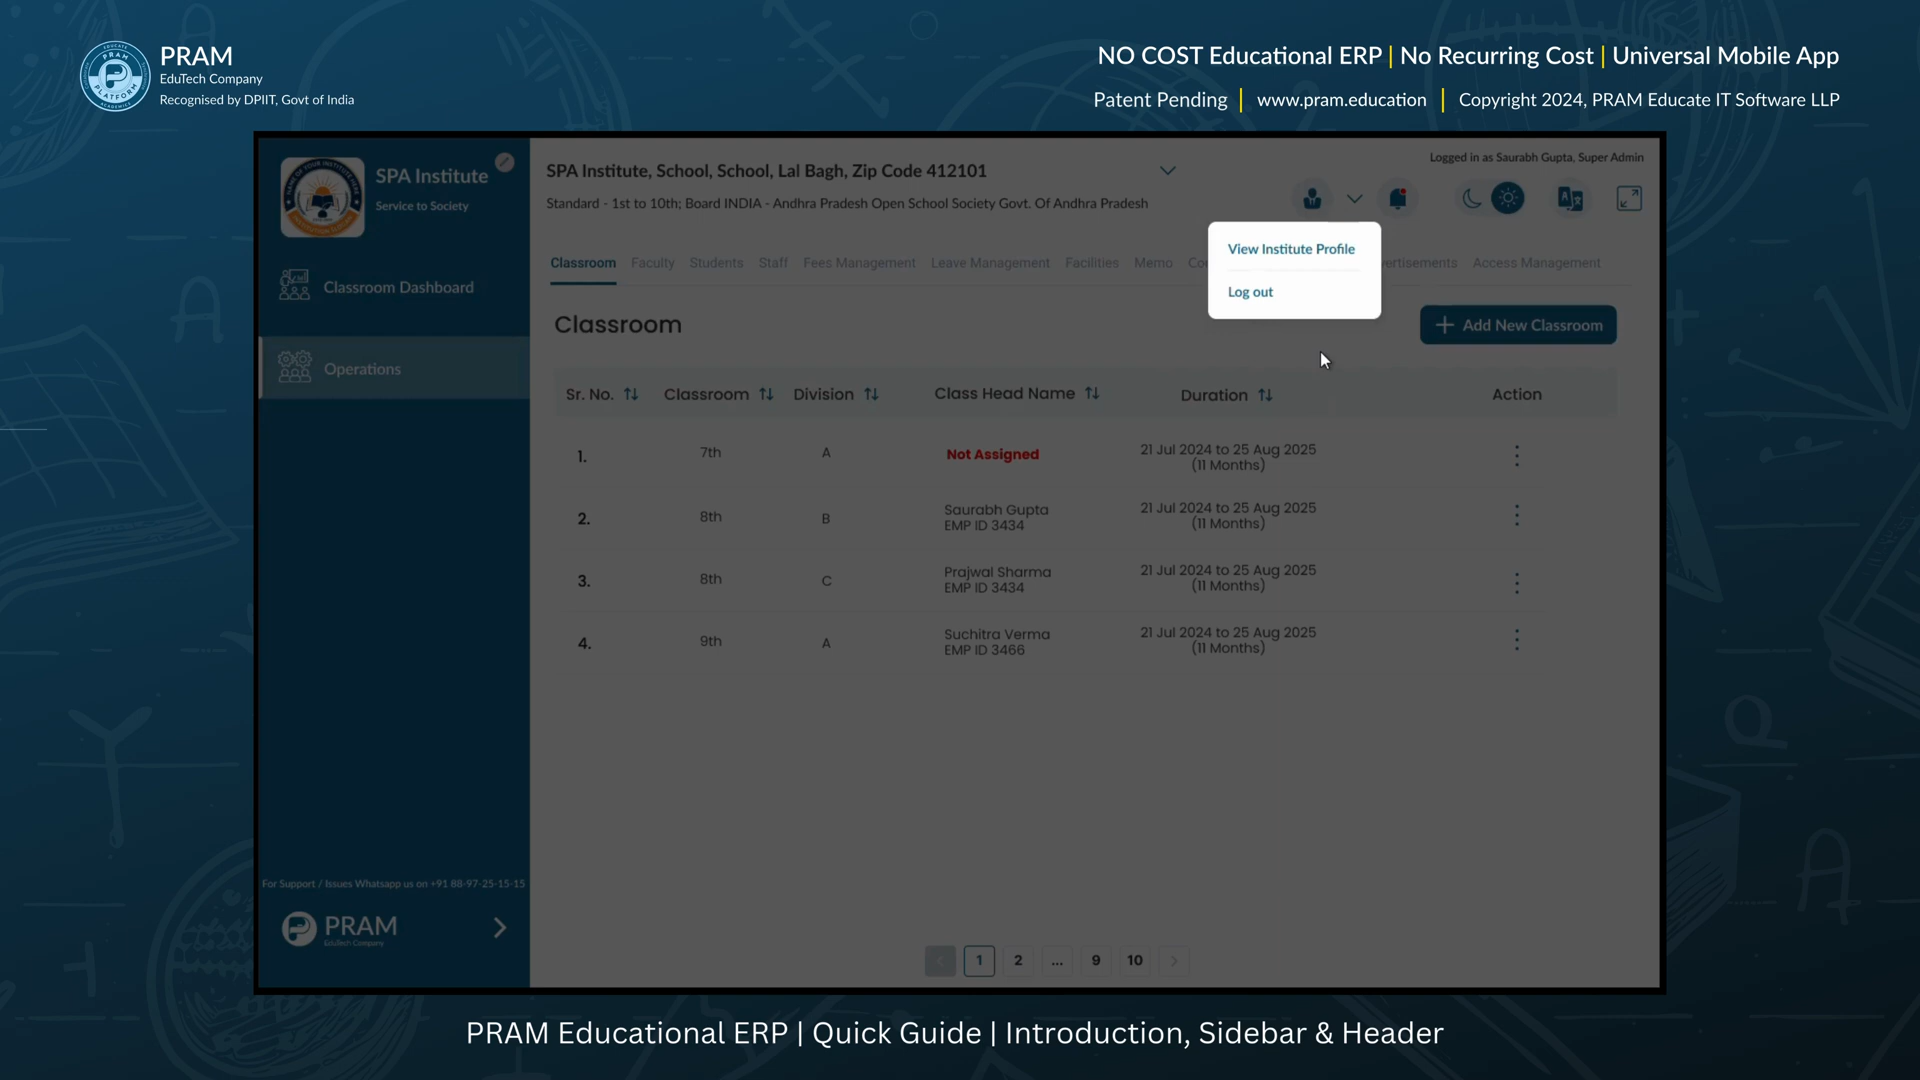 PRAM
EduTech Company
Recognised by DPIIT, Govt of India
NO COST Educational ERP | No Recurring Cost | Universal Mobile App
Patent Pending | www.pram.education | Copyright 2024, PRAM Educate IT Software LLP
SPA Institute
Service to Society
SPA Institute, School, School, Lal Bagh, Zip Code 412101
Standard - 1st to 10th; Board INDIA - Andhra Pradesh Open School Society Govt. Of Andhra Pradesh
Logged in as Saurabh Gupta, Super Admin
View Institute Profile
Log out
Classroom Faculty Students Staff Fees Management Leave Management Facilities Memo Access Management
Classroom Dashboard
Operations
Classroom
+ Add New Classroom
Sr. No. Classroom Division Class Head Name Duration Action
1. 7th A Not Assigned 21 Jul 2024 to 25 Aug 2025
(11 Months)
2. 8th B Saurabh Gupta 21 Jul 2024 to 25 Aug 2025
EMP ID 3434 (11 Months)
3. 8th C Prajwal Sharma 21 Jul 2024 to 25 Aug 2025
EMP ID 3434 (11 Months)
4. 9th A Suchitra Verma 21 Jul 2024 to 25 Aug 2025
EMP ID 3466 (11 Months)
For Support / Issues Whatsapp us on +91 88-97-25-15-15
PRAM
EduTech Company
< 1 2 ... 9 10 >
PRAM Educational ERP | Quick Guide | Introduction, Sidebar & Header